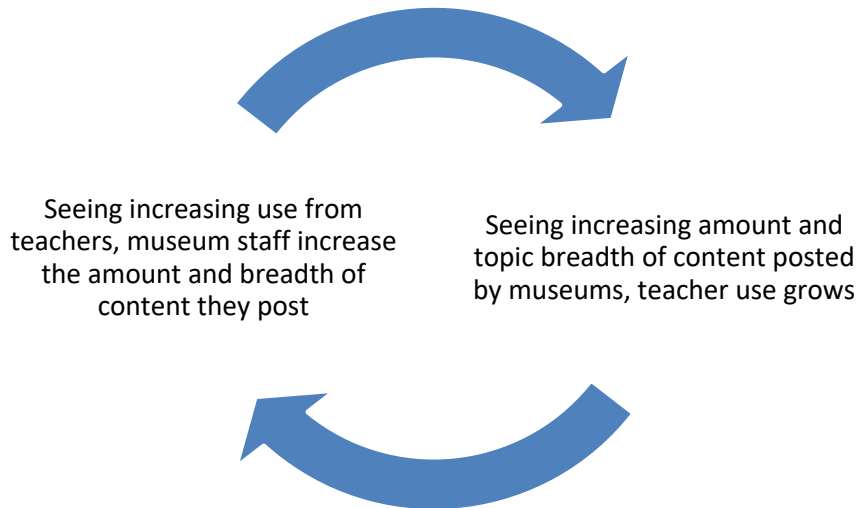 Seeing increasing use from
teachers, museum staff increase
the amount and breadth of
content they post
Seeing increasing amount and
topic breadth of content posted
by museums, teacher use grows